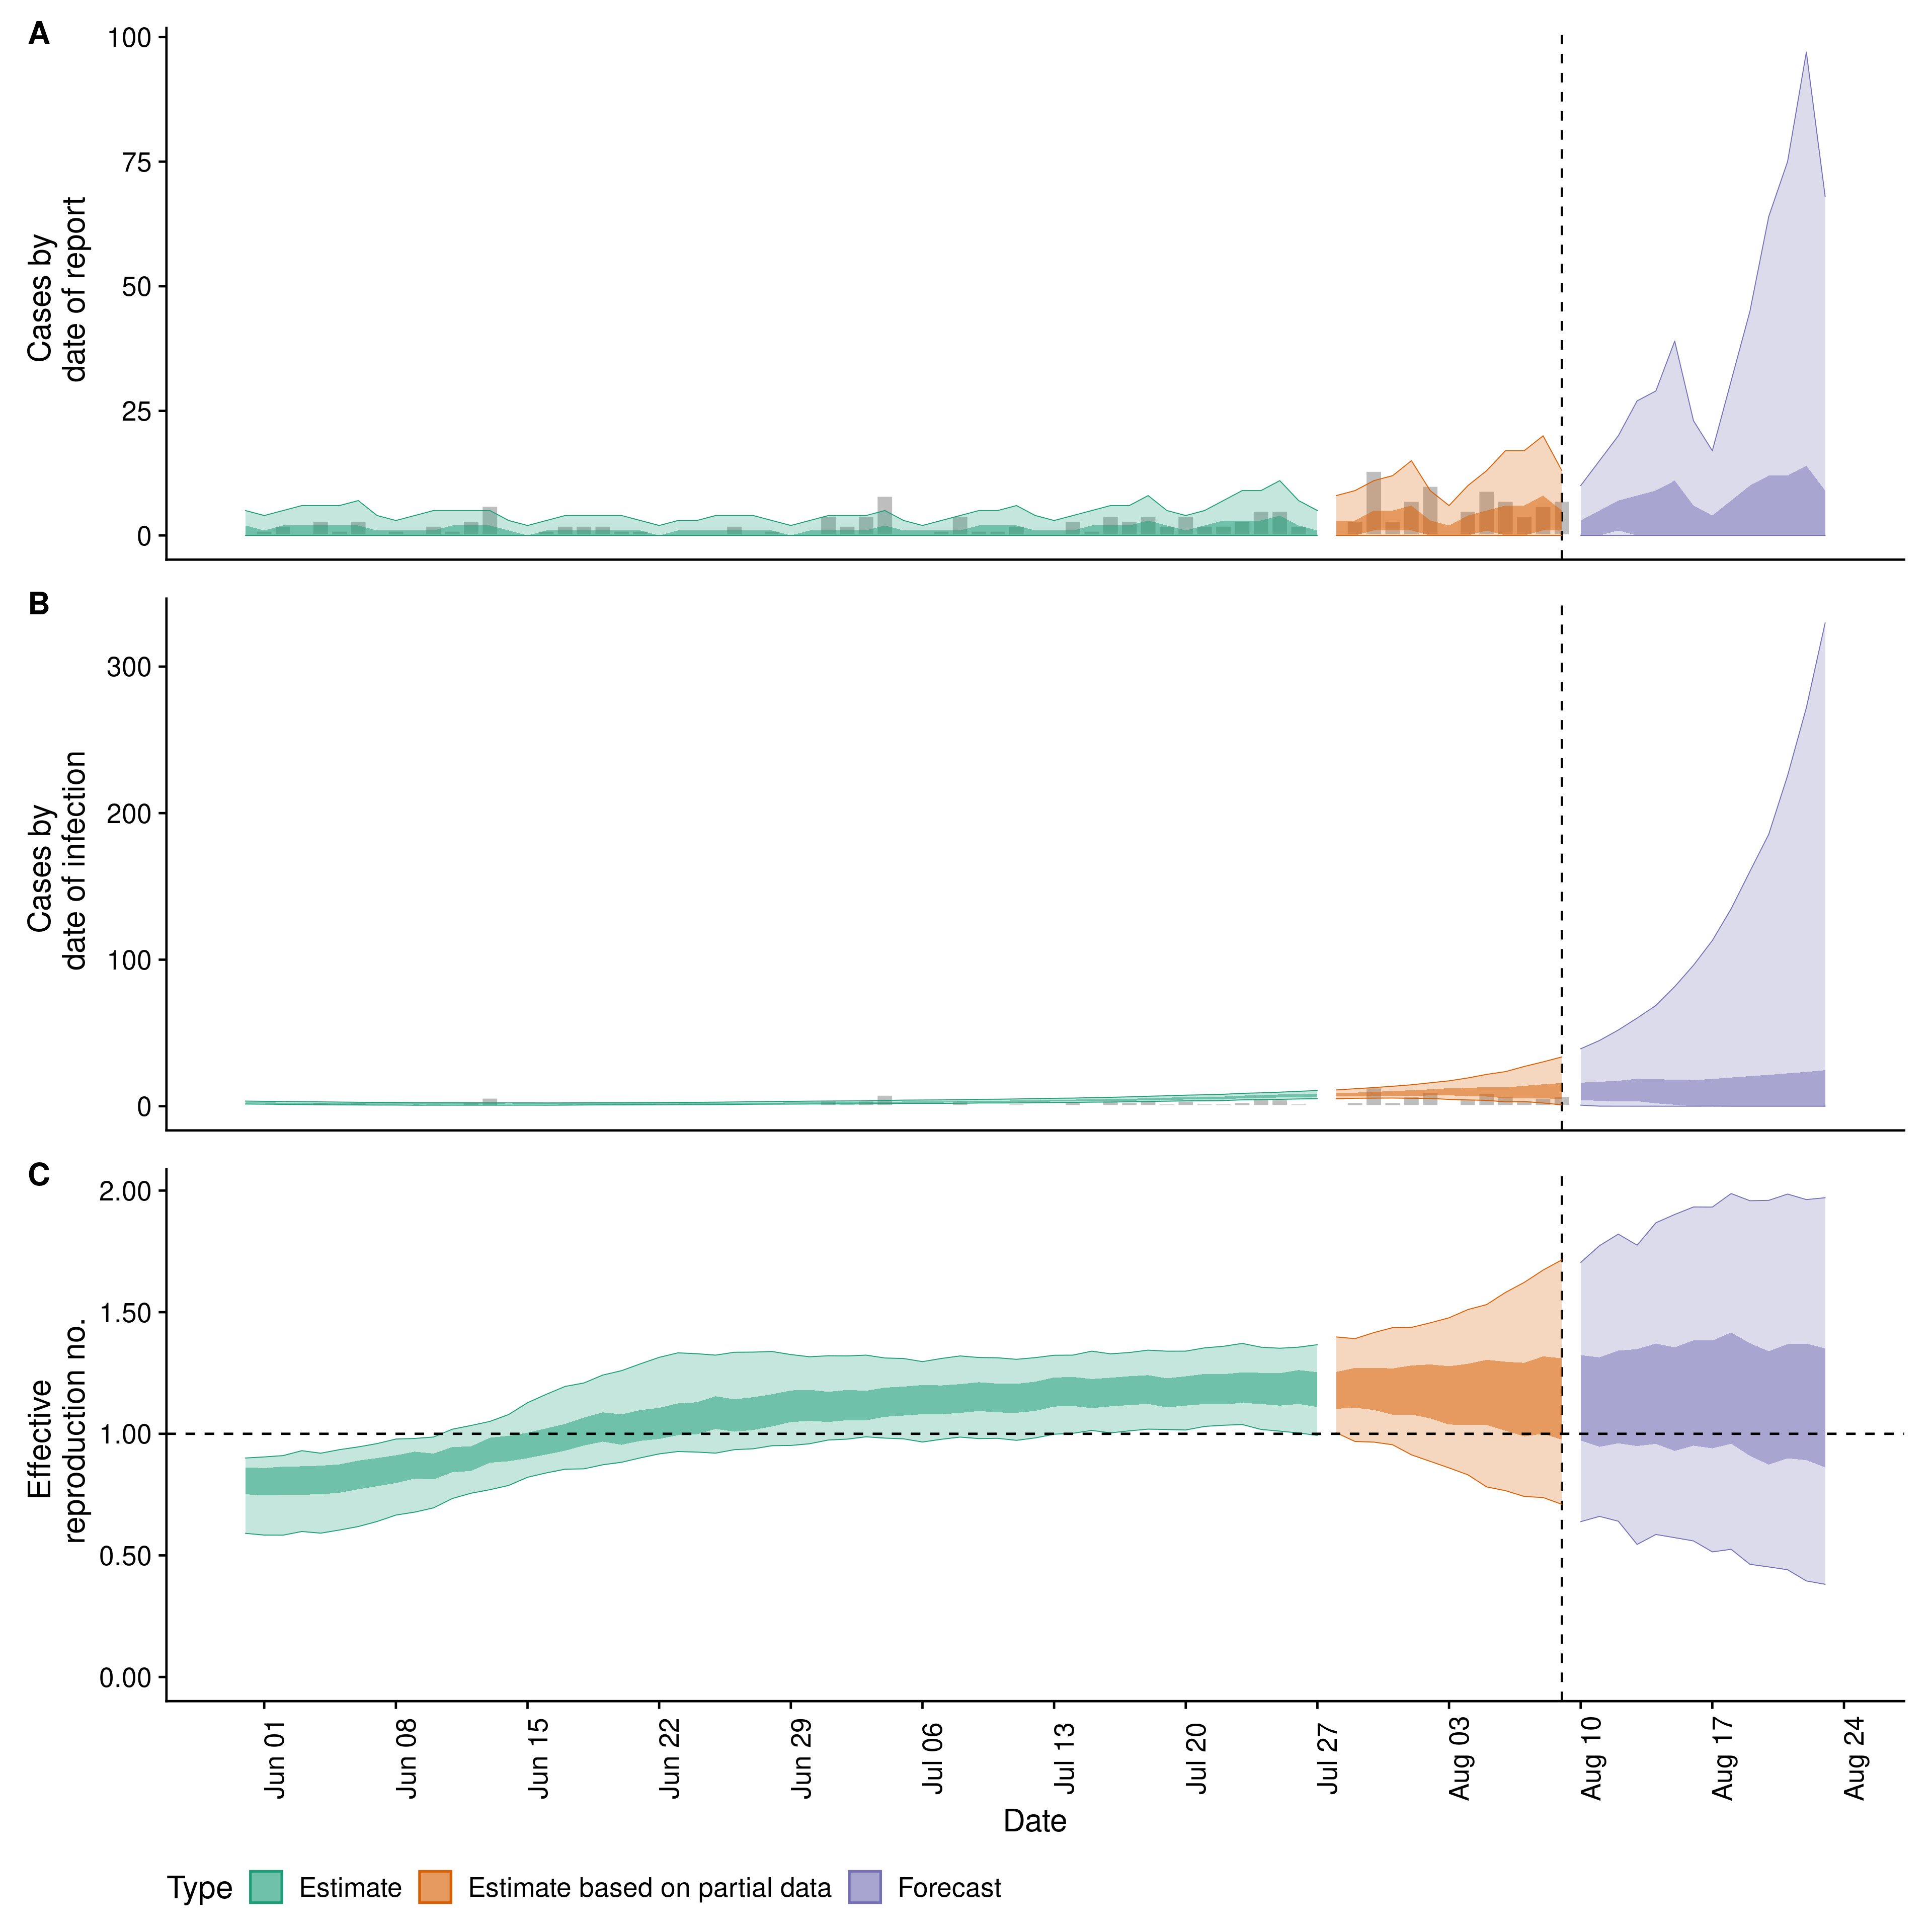 A
Cases by
date of report
100
75
50
25
0
B
Cases by
date of infection
300
200
100
0
C
Effective
reproduction no.
2.00
1.50
1.00
0.50
0.00
Jun 01
Jun 08
Jun 15
Jun 22
Jun 29
Jul 06
Jul 13
Jul 20
Jul 27
Aug 03
Aug 10
Aug 17
Aug 24
Date
Type Estimate Estimate based on partial data Forecast